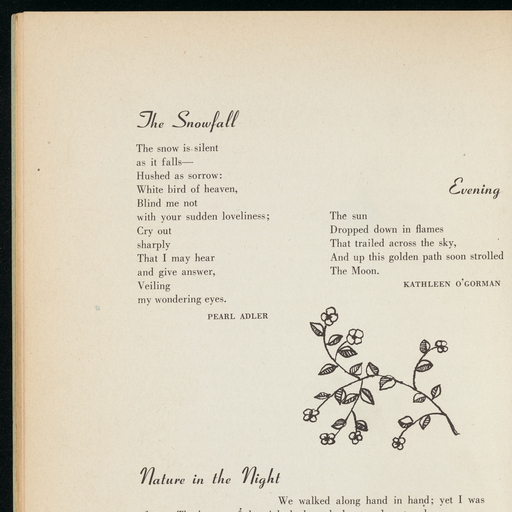 The Snowfall
The snow is silent
as it falls—
Hushed as sorrow:
White bird of heaven,
Blind me not
with your sudden loveliness;
Cry out
sharply
That I may hear
and give answer,
Veiling
my wondering eyes.
PEARL ADLER
Evening
The sun
Dropped down in flames
That trailed across the sky,
And up this golden path soon strolled
The Moon.
KATHLEEN O'GORMAN
Nature in the Night
We walked along hand in hand; yet I was